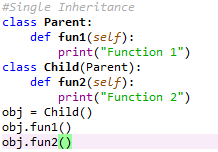 #Single Inheritance
class Parent:
    def fun1(self):
        print("Function 1")
class Child(Parent):
    def fun2(self):
        print("Function 2")
obj = Child()
obj.fun1()
obj.fun2()